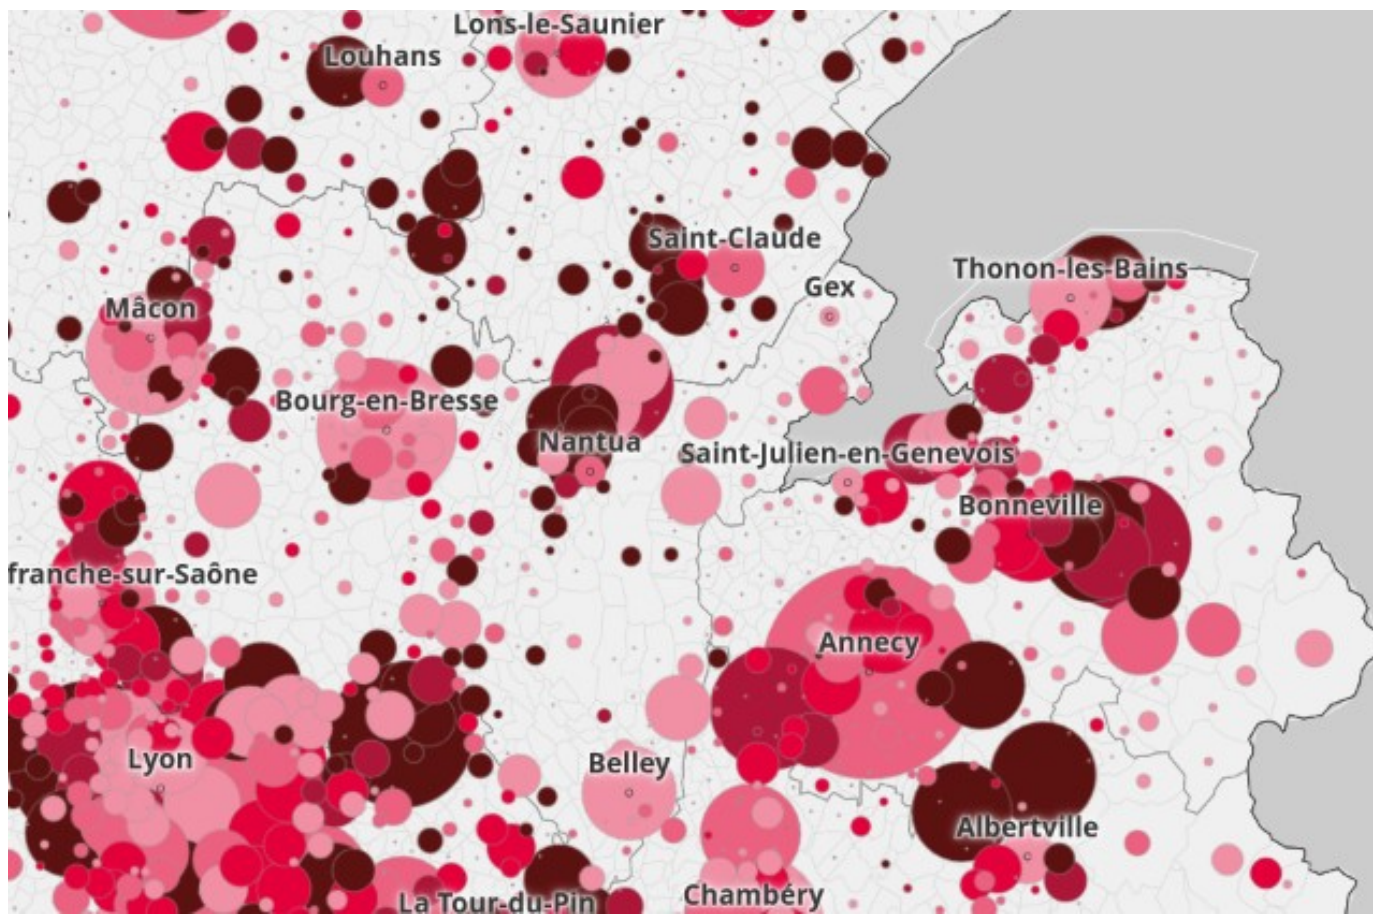 Lons-le-Saunier
Louhans
Saint-Claude
Thonon-les-Bains
Gex
Mâcon
Bourg-en-Bresse
Nantua
Saint-Julien-en-Genevois
Bonneville
franche-sur-Saône
Annecy
Lyon
Belley
Albertville
Chambéry
La Tour-du-Pin